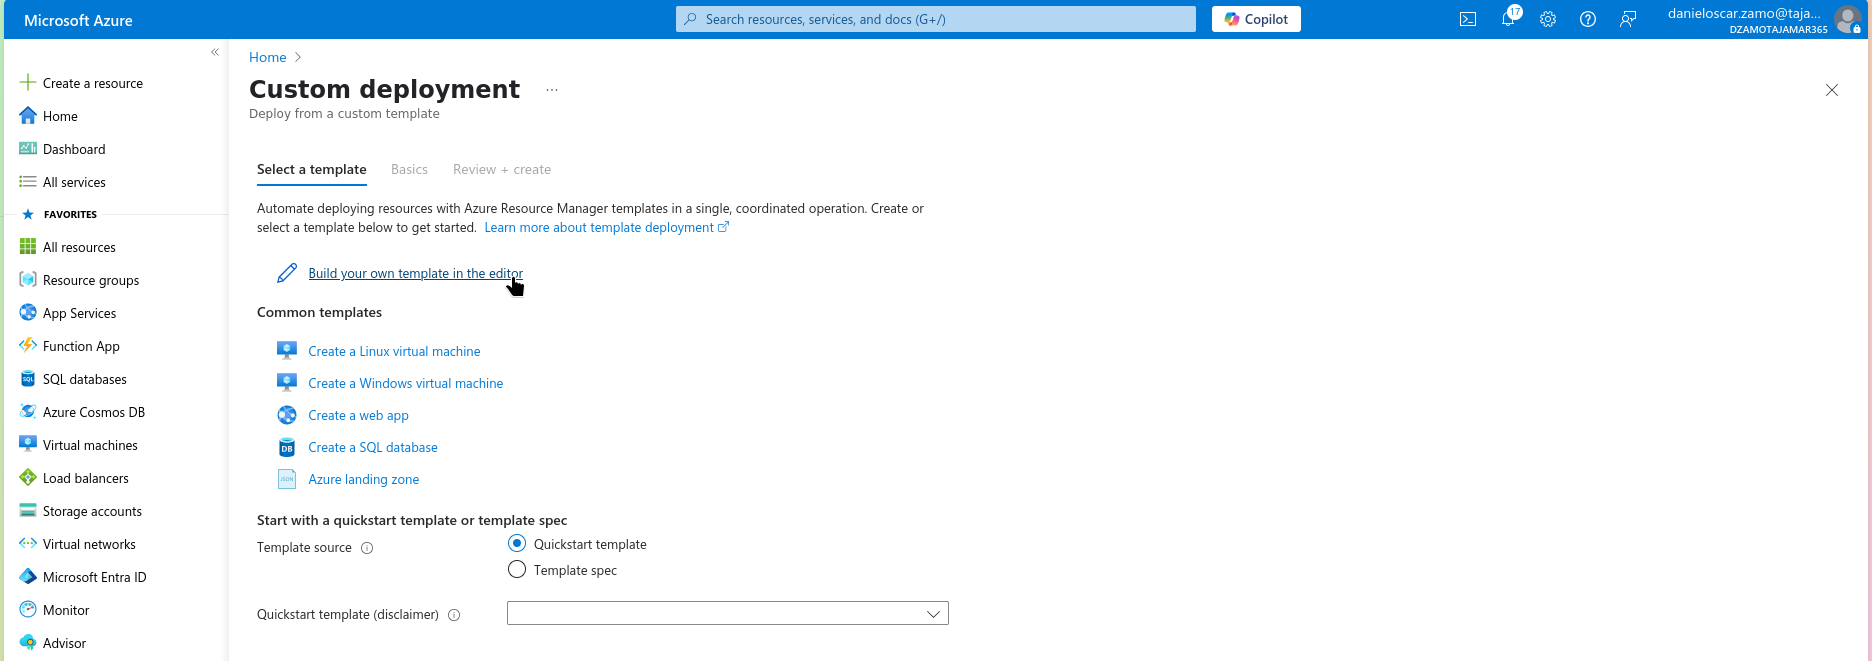 Microsoft Azure
Search resources, services, and docs (G+/)
Copilot
17
danieloscar.zamo@taja...
DZAMOTAJAMAR365
«
Create a resource
Home
Dashboard
All services
FAVORITES
All resources
Resource groups
App Services
Function App
SQL databases
Azure Cosmos DB
Virtual machines
Load balancers
Storage accounts
Virtual networks
Microsoft Entra ID
Monitor
Advisor
Home >
Custom deployment ...
Deploy from a custom template
Select a template Basics Review + create
Automate deploying resources with Azure Resource Manager templates in a single, coordinated operation. Create or
select a template below to get started. Learn more about template deployment
Build your own template in the editor
Common templates
Create a Linux virtual machine
Create a Windows virtual machine
Create a web app
Create a SQL database
Azure landing zone
Start with a quickstart template or template spec
Template source
Quickstart template
Template spec
Quickstart template (disclaimer)